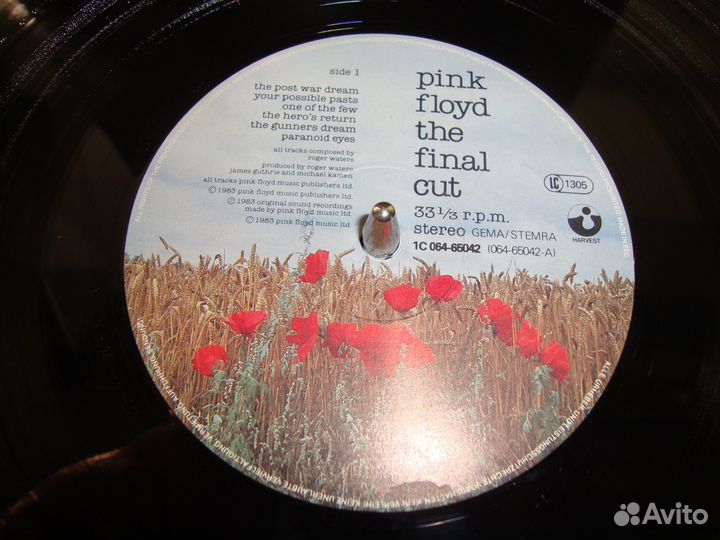 side 1
the post war dream
your possible pasts
one of the few
the hero's return
the gunners dream
paranoid eyes
all tracks composed by
roger waters
produced by roger waters
james guthrie and michael kamen
all tracks pink floyd music publishers ltd.
© 1983 pink floyd music publishers ltd.
℗ 1983 original sound recordings
made by pink floyd music ltd
© 1983 pink floyd music ltd.
pink
floyd
the
final
cut
33 1/3 r.p.m.
stereo GEMA/STEMRA
1C 064-65042 (064-65042-A)
LC 1305
HARVEST
MADE IN EEC
Avito